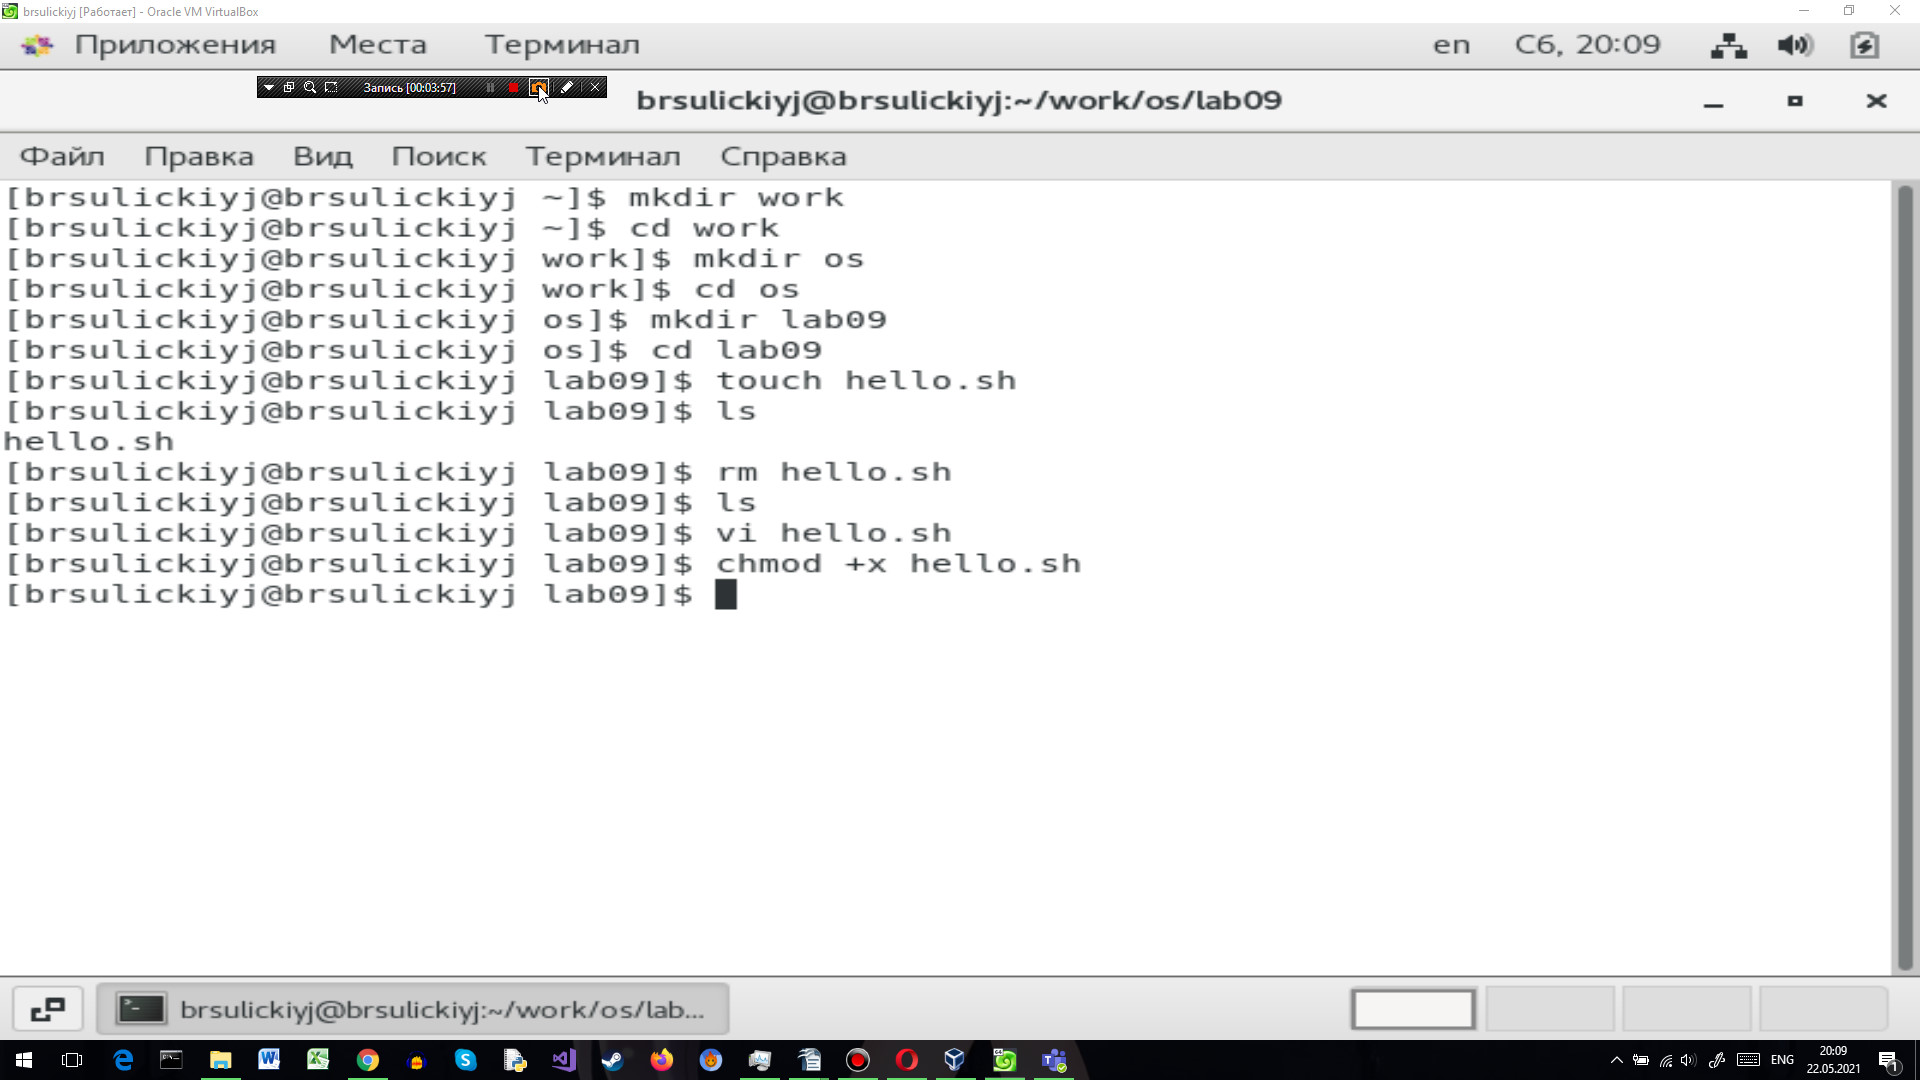 brsulickiyj [Работает] - Oracle VM VirtualBox
Приложения Места Терминал en Сб, 20:09
Запись [00:03:57]
brsulickiyj@brsulickiyj:~/work/os/lab09
Файл Правка Вид Поиск Терминал Справка
[brsulickiyj@brsulickiyj ~]$ mkdir work
[brsulickiyj@brsulickiyj ~]$ cd work
[brsulickiyj@brsulickiyj work]$ mkdir os
[brsulickiyj@brsulickiyj work]$ cd os
[brsulickiyj@brsulickiyj os]$ mkdir lab09
[brsulickiyj@brsulickiyj os]$ cd lab09
[brsulickiyj@brsulickiyj lab09]$ touch hello.sh
[brsulickiyj@brsulickiyj lab09]$ ls
hello.sh
[brsulickiyj@brsulickiyj lab09]$ rm hello.sh
[brsulickiyj@brsulickiyj lab09]$ ls
[brsulickiyj@brsulickiyj lab09]$ vi hello.sh
[brsulickiyj@brsulickiyj lab09]$ chmod +x hello.sh
[brsulickiyj@brsulickiyj lab09]$
brsulickiyj@brsulickiyj:~/work/os/lab...
ENG
20:09
22.05.2021
1